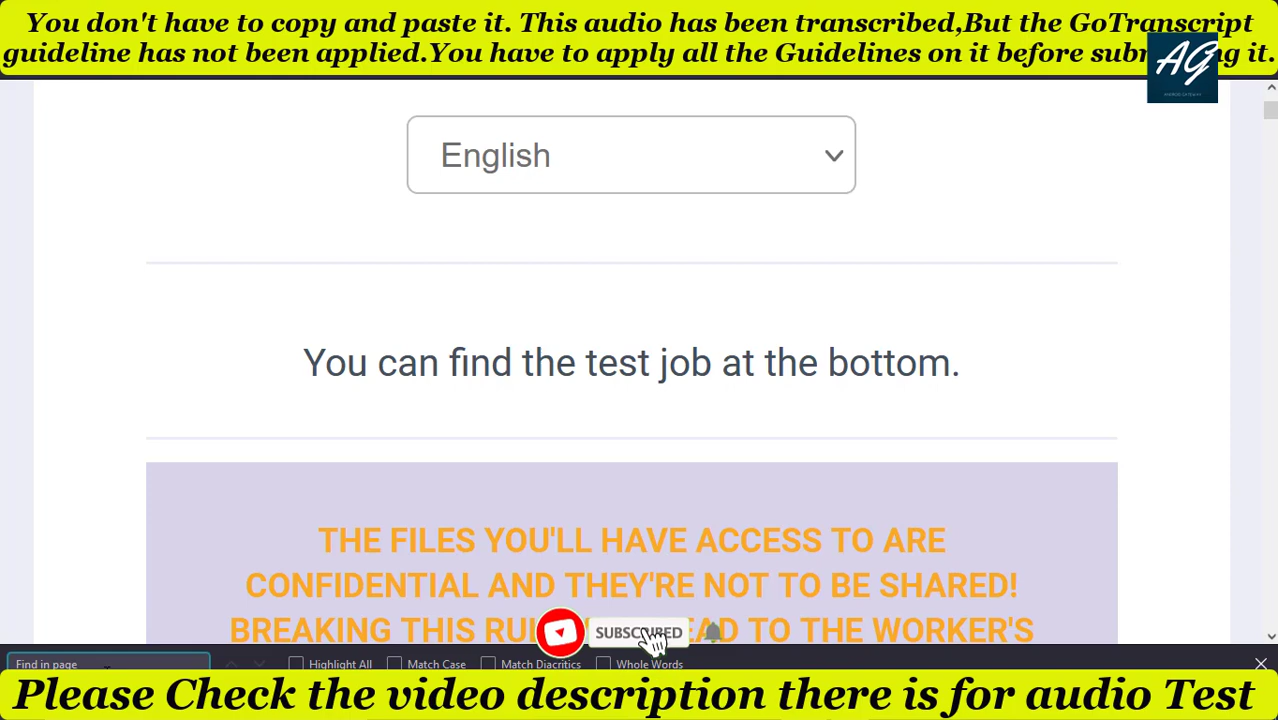 You don't have to copy and paste it. This audio has been transcribed,But the GoTranscript
guideline has not been applied.You have to apply all the Guidelines on it before it.
AG
English
You can find the test job at the bottom.
THE FILES YOU'LL HAVE ACCESS TO ARE
CONFIDENTIAL AND THEY'RE NOT TO BE SHARED!
BREAKING THIS TO THE WORKER'S
SUBSCRIBED
Find in page Highlight All Match Case Match Diacritics Whole Words
Please Check the video description there is for audio Test